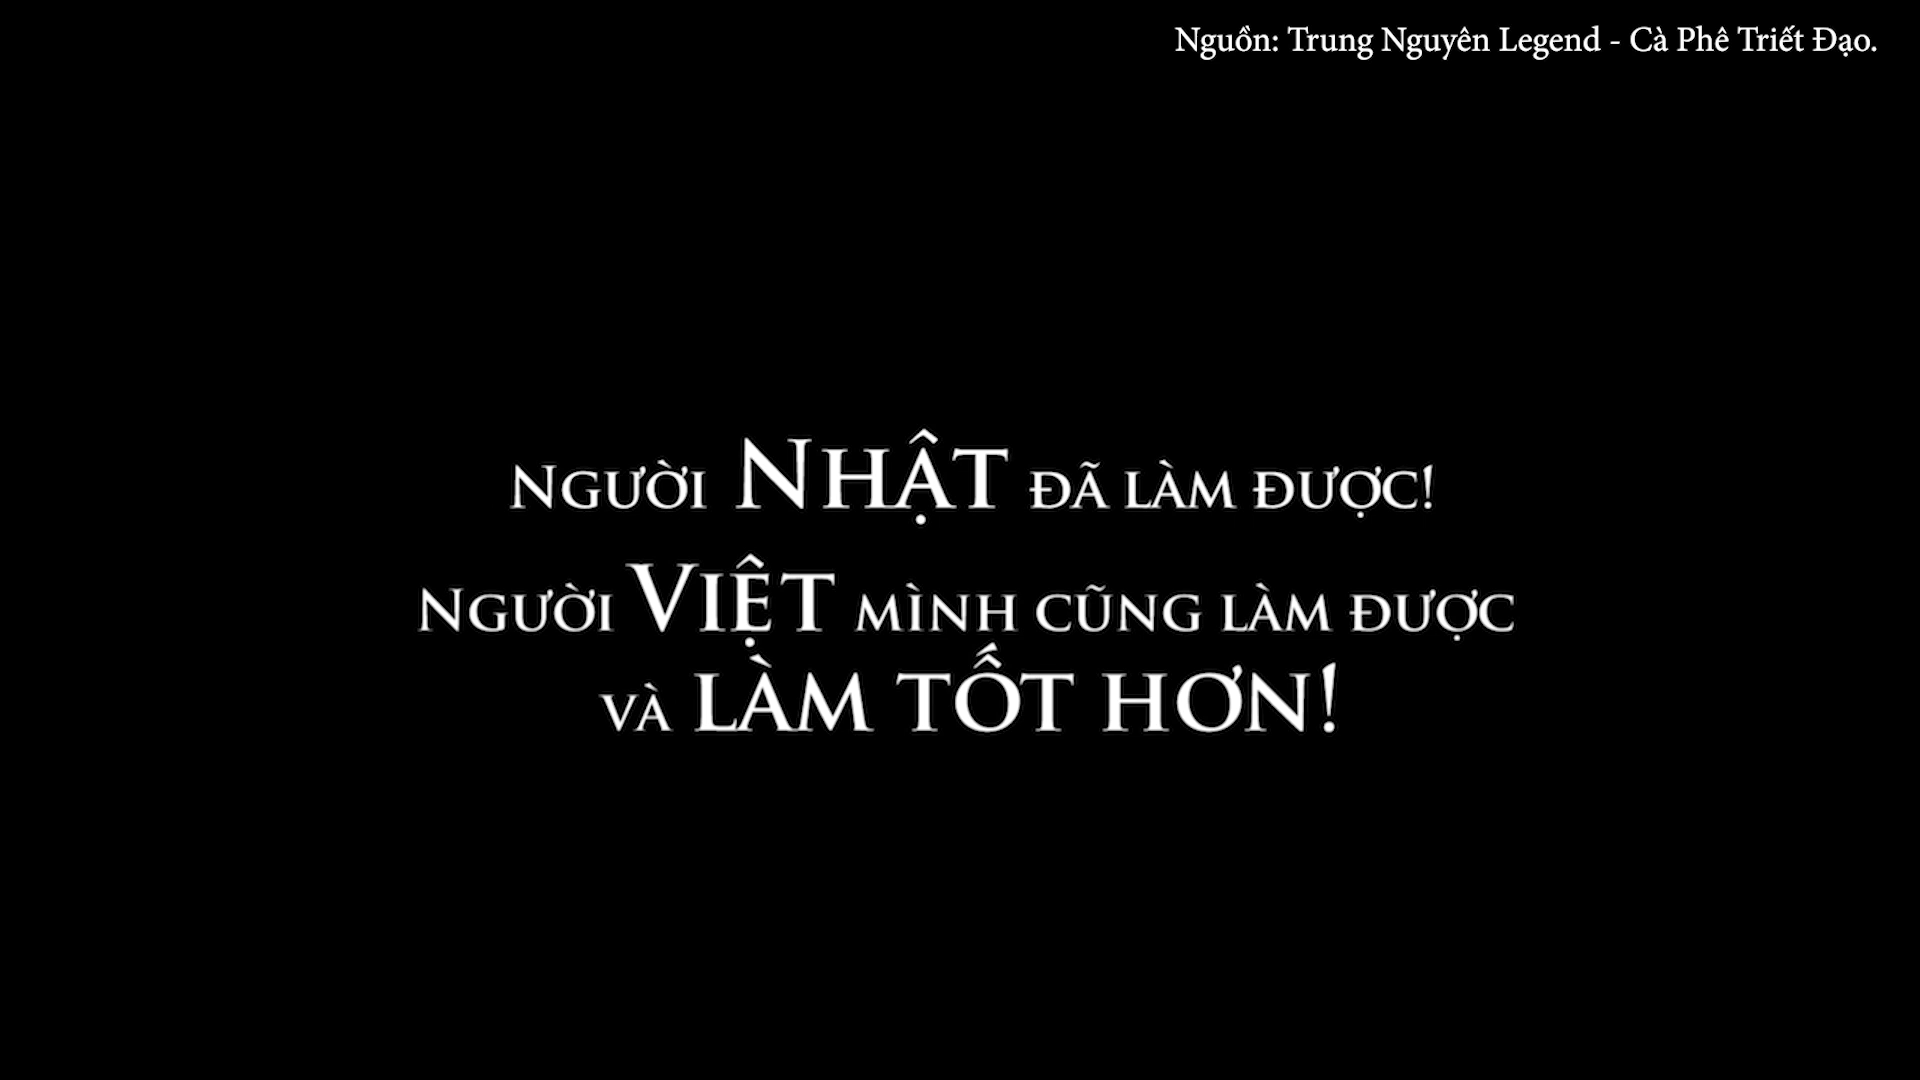 Nguồn: Trung Nguyên Legend - Cà Phê Triết Đạo.
NGƯỜI NHẬT ĐÃ LÀM ĐƯỢC!
NGƯỜI VIỆT MÌNH CŨNG LÀM ĐƯỢC
VÀ LÀM TỐT HƠN!